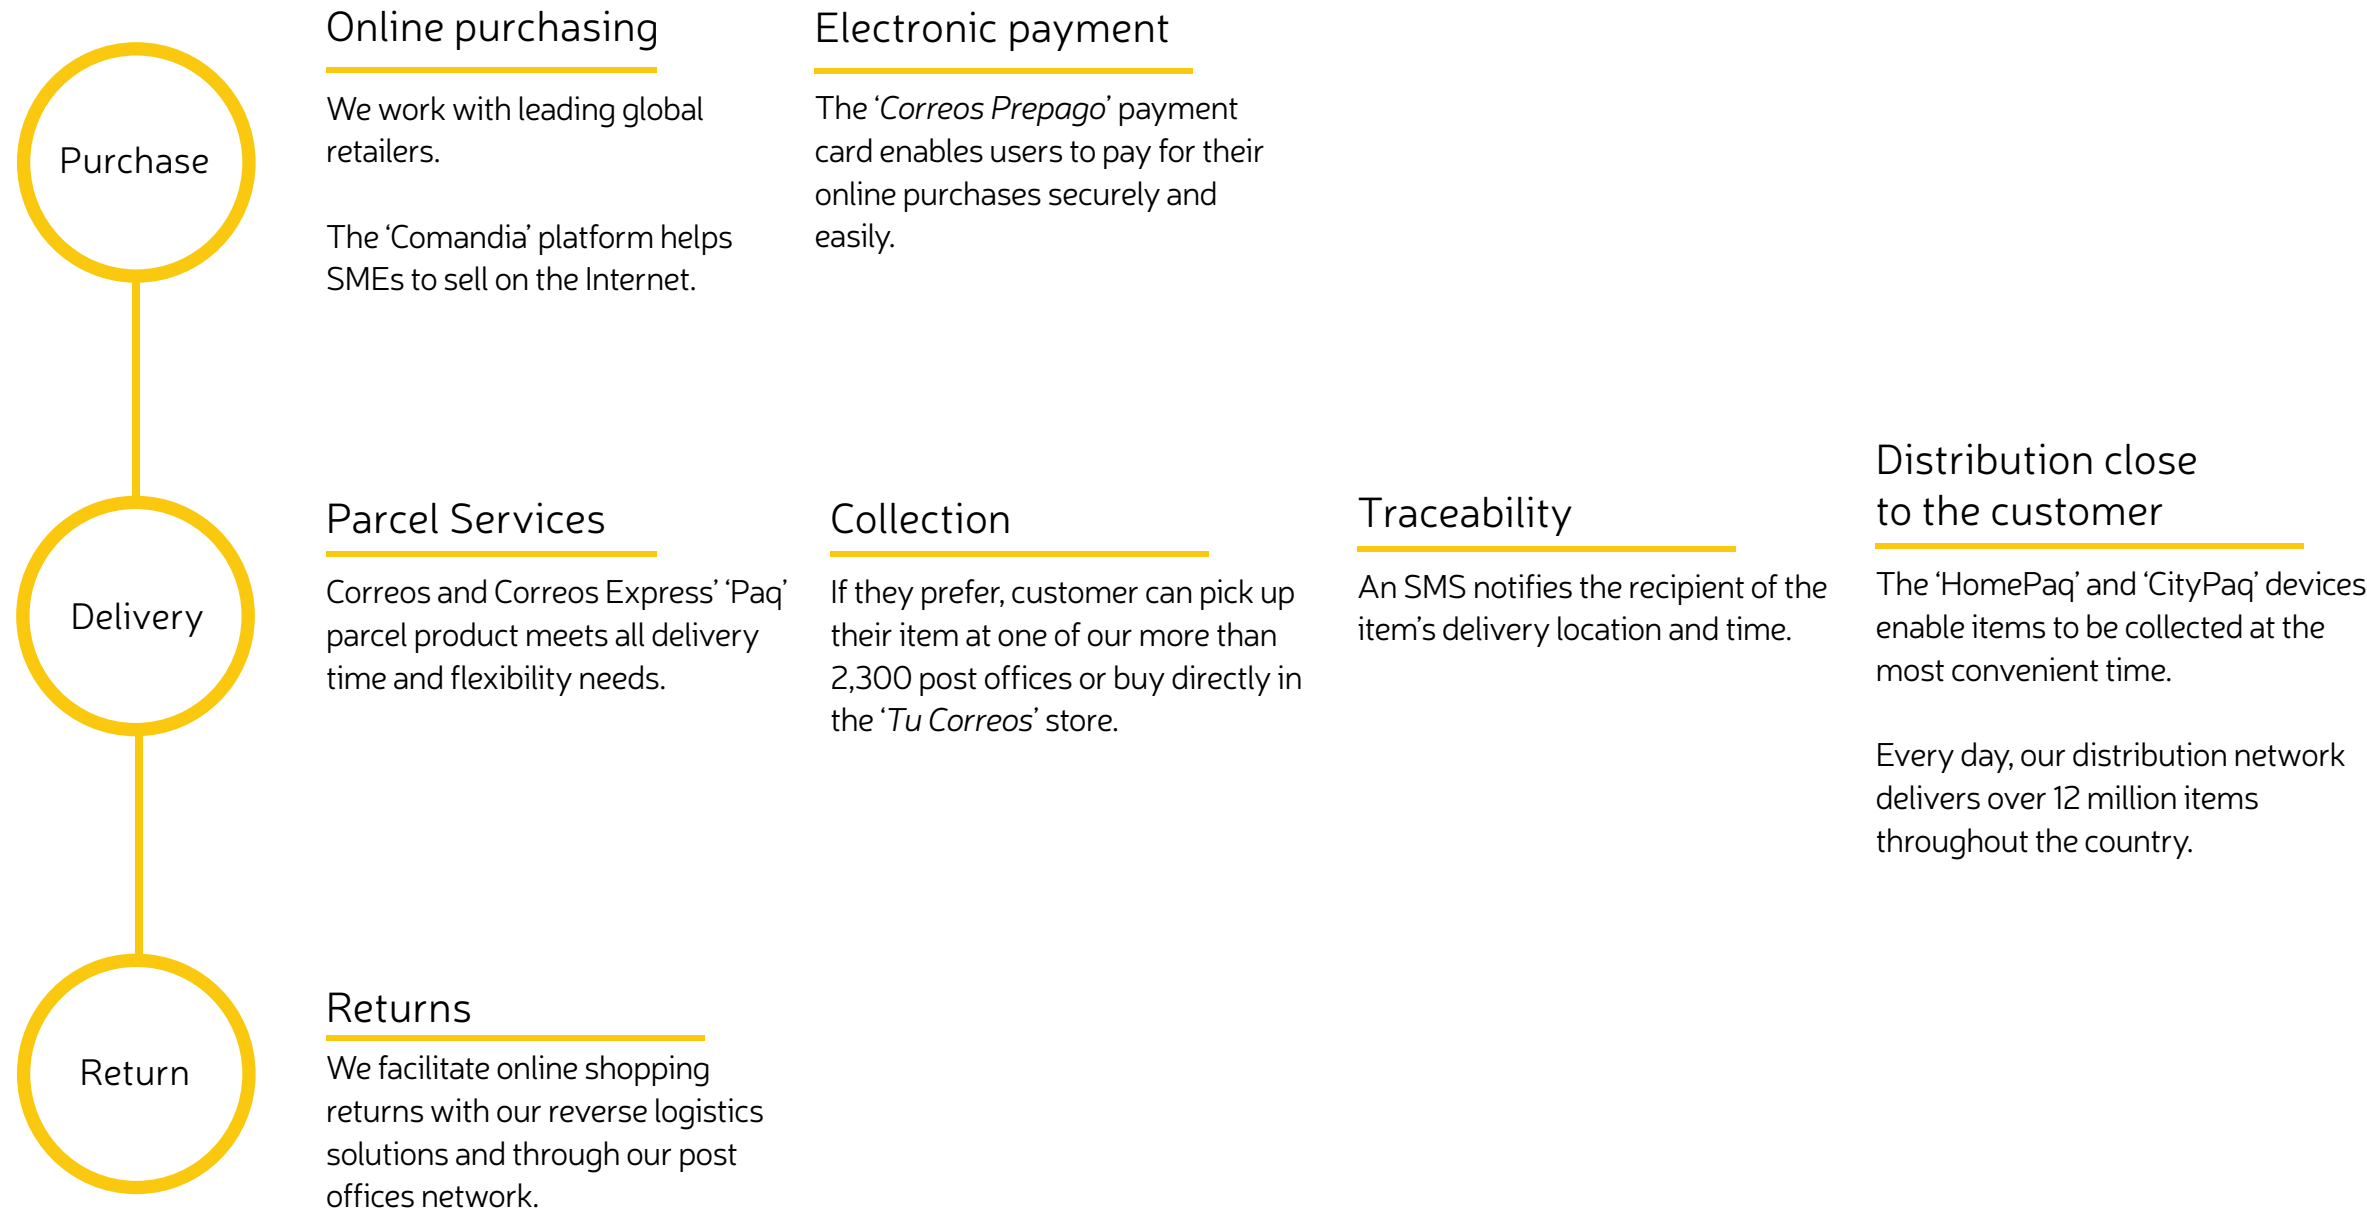 Purchase
Online purchasing
We work with leading global
retailers.
The ‘Comandia’ platform helps
SMEs to sell on the Internet.
Electronic payment
The ‘Correos Prepago’ payment
card enables users to pay for their
online purchases securely and
easily.
Delivery
Parcel Services
Correos and Correos Express’ ‘Paq’
parcel product meets all delivery
time and flexibility needs.
Collection
If they prefer, customer can pick up
their item at one of our more than
2,300 post offices or buy directly in
the ‘Tu Correos’ store.
Traceability
An SMS notifies the recipient of the
item’s delivery location and time.
Distribution close
to the customer
The ‘HomePaq’ and ‘CityPaq’ devices
enable items to be collected at the
most convenient time.
Every day, our distribution network
delivers over 12 million items
throughout the country.
Return
Returns
We facilitate online shopping
returns with our reverse logistics
solutions and through our post
offices network.